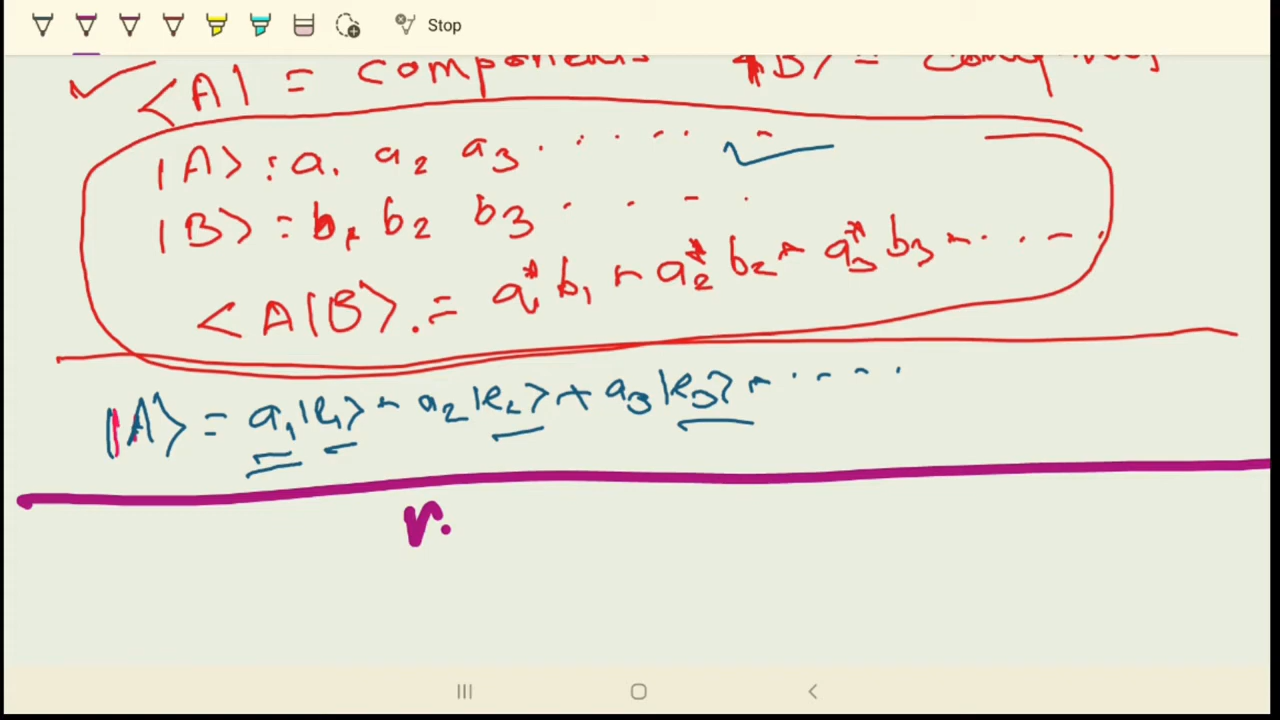 Stop
<A| = components |B> = components
|A> : a₁ a₂ a₃ . . . . . .
|B> = b₁ b₂ b₃ . . . . .
<A|B> . = a₁* b₁ + a₂* b₂ + a₃* b₃ + . . . .
|A> = a₁|e₁> + a₂|e₂> + a₃|e₃> + . . . .
r.